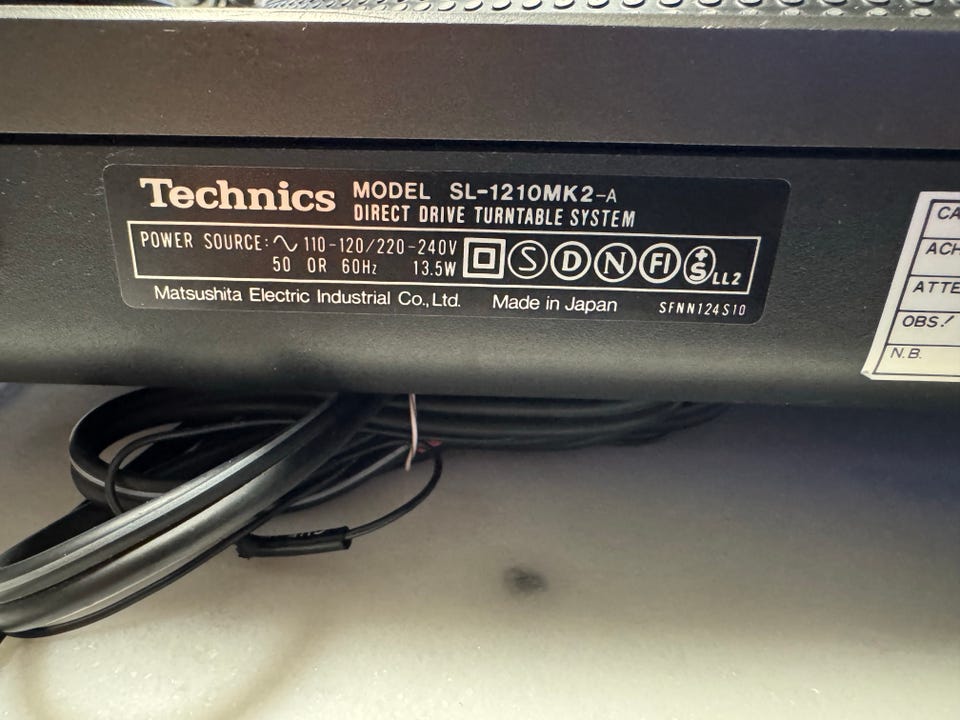 Technics MODEL SL-1210MK2-A
DIRECT DRIVE TURNTABLE SYSTEM
POWER SOURCE: ∿ 110-120/220-240V
50 OR 60Hz 13.5W
S D N FI +S LL2
Matsushita Electric Industrial Co., Ltd. Made in Japan SFNN124S10
CA
ACH
ATTE
OBS!
N.B.